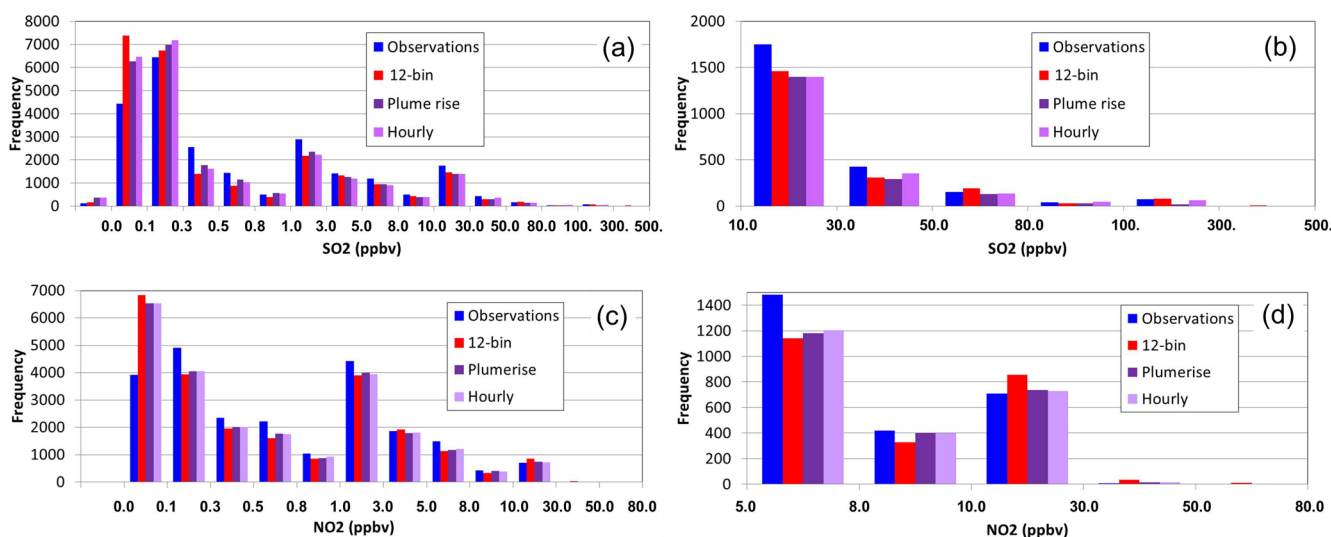 8000
7000
6000
5000
4000
3000
2000
1000
0
Frequency
Observations
12-bin
Plume rise
Hourly
(a)
0.0 0.1 0.3 0.5 0.8 1.0 3.0 5.0 8.0 10.0 30.0 50.0 80.0 100. 300. 500.
SO2 (ppbv)
2000
1500
1000
500
0
Frequency
Observations
12-bin
Plume rise
Hourly
(b)
10.0 30.0 50.0 80.0 100. 300. 500.
SO2 (ppbv)
7000
6000
5000
4000
3000
2000
1000
0
Frequency
Observations
12-bin
Plumerise
Hourly
(c)
0.0 0.1 0.3 0.5 0.8 1.0 3.0 5.0 8.0 10.0 30.0 50.0 80.0
NO2 (ppbv)
1400
1200
1000
800
600
400
200
0
Frequency
Observations
12-bin
Plumerise
Hourly
(d)
5.0 8.0 10.0 30.0 50.0 80.0
NO2 (ppbv)